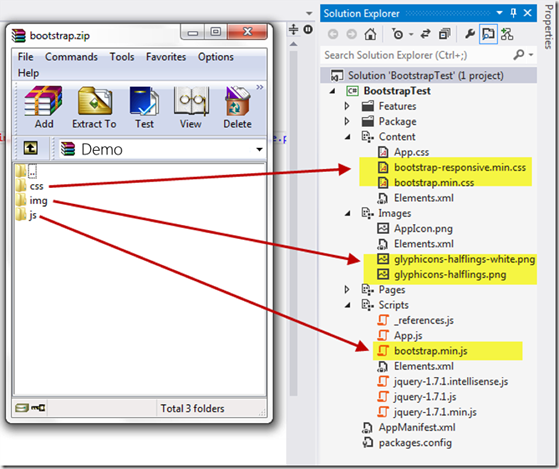 bootstrap.zip
File Commands Tools Favorites Options
Help
Add Extract To Test View Delete
Demo
..
css
img
js
Total 3 folders
Solution Explorer
Search Solution Explorer (Ctrl+;)
Solution 'BootstrapTest' (1 project)
BootstrapTest
Features
Package
Content
App.css
bootstrap-responsive.min.css
bootstrap.min.css
Elements.xml
Images
AppIcon.png
Elements.xml
glyphicons-halflings-white.png
glyphicons-halflings.png
Pages
Scripts
_references.js
App.js
bootstrap.min.js
Elements.xml
jquery-1.7.1.intellisense.js
jquery-1.7.1.js
jquery-1.7.1.min.js
AppManifest.xml
packages.config
Properties